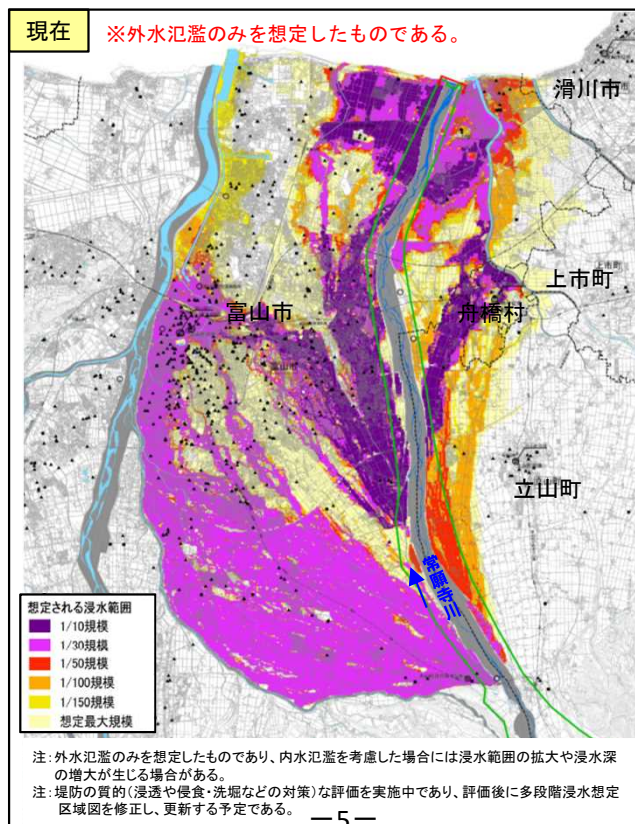 現在
※外水氾濫のみを想定したものである。
滑川市
上市町
舟橋村
富山市
立山町
常願寺川
想定される浸水範囲
1/10規模
1/30規模
1/50規模
1/100規模
1/150規模
想定最大規模
注:外水氾濫のみを想定したものであり、内水氾濫を考慮した場合には浸水範囲の拡大や浸水深
の増大が生じる場合がある。
注:堤防の質的(浸透や侵食・洗堀などの対策)な評価を実施中であり、評価後に多段階浸水想定
区域図を修正し、更新する予定である。
―5―